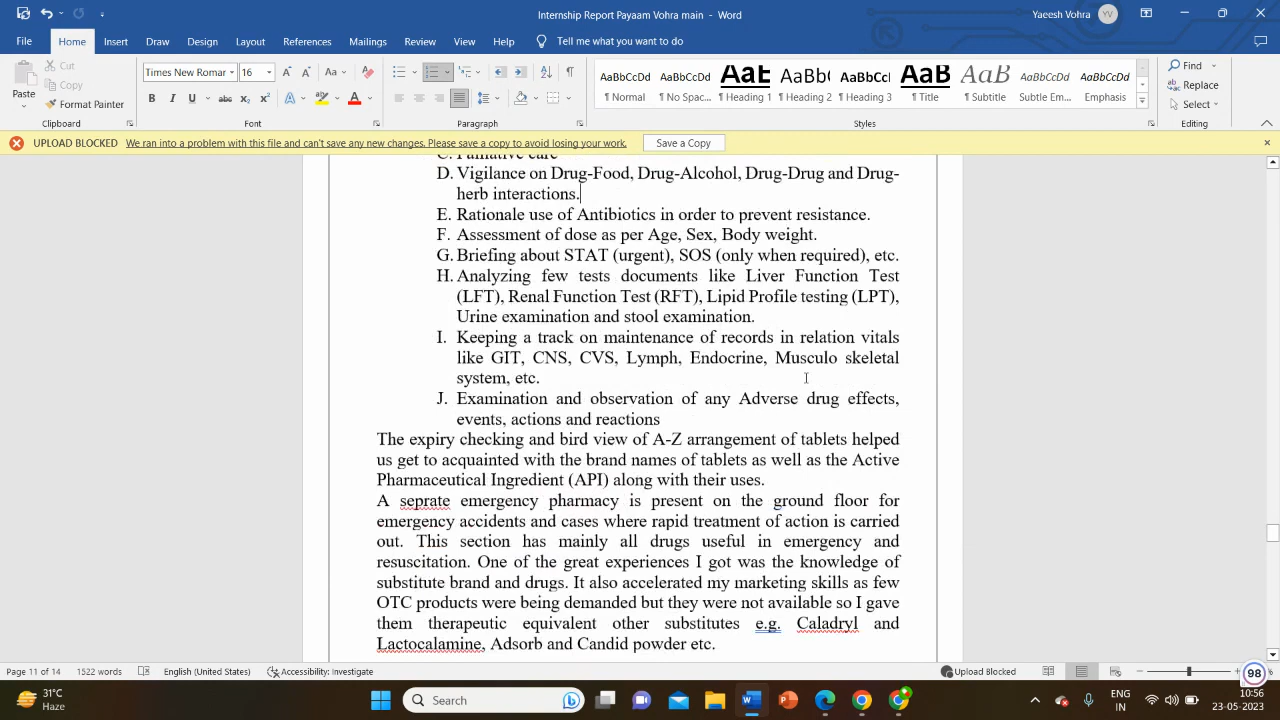 Internship Report Payaam Vohra main - Word
Yaeesh Vohra
YV
File Home Insert Draw Design Layout References Mailings Review View Help Tell me what you want to do
Paste
Cut
Copy
Format Painter
Clipboard
Times New Roman 16
Font
Paragraph
AaBbCcDd ¶ Normal
AaBbCcDd ¶ No Spac...
AaE ¶ Heading 1
AaBb( ¶ Heading 2
AaBbCcl ¶ Heading 3
AaB ¶ Title
AaB ¶ Subtitle
AaBbCcDd Subtle Em...
AaBbCcDd Emphasis
Styles
Find
Replace
Select
Editing
UPLOAD BLOCKED We ran into a problem with this file and can't save any new changes. Please save a copy to avoid losing your work. Save a Copy
C. Palliative care
D. Vigilance on Drug-Food, Drug-Alcohol, Drug-Drug and Drug-
herb interactions.
E. Rationale use of Antibiotics in order to prevent resistance.
F. Assessment of dose as per Age, Sex, Body weight.
G. Briefing about STAT (urgent), SOS (only when required), etc.
H. Analyzing few tests documents like Liver Function Test
(LFT), Renal Function Test (RFT), Lipid Profile testing (LPT),
Urine examination and stool examination.
I. Keeping a track on maintenance of records in relation vitals
like GIT, CNS, CVS, Lymph, Endocrine, Musculo skeletal
system, etc.
J. Examination and observation of any Adverse drug effects,
events, actions and reactions
The expiry checking and bird view of A-Z arrangement of tablets helped
us get to acquainted with the brand names of tablets as well as the Active
Pharmaceutical Ingredient (API) along with their uses.
A seprate emergency pharmacy is present on the ground floor for
emergency accidents and cases where rapid treatment of action is carried
out. This section has mainly all drugs useful in emergency and
resuscitation. One of the great experiences I got was the knowledge of
substitute brand and drugs. It also accelerated my marketing skills as few
OTC products were being demanded but they were not available so I gave
them therapeutic equivalent other substitutes e.g. Caladryl and
Lactocalamine, Adsorb and Candid powder etc.
Page 11 of 14 1522 words English (United States) Accessibility: Investigate Upload Blocked 98
31°C
Haze
Search
ENG
IN
10:56
23-05-2023